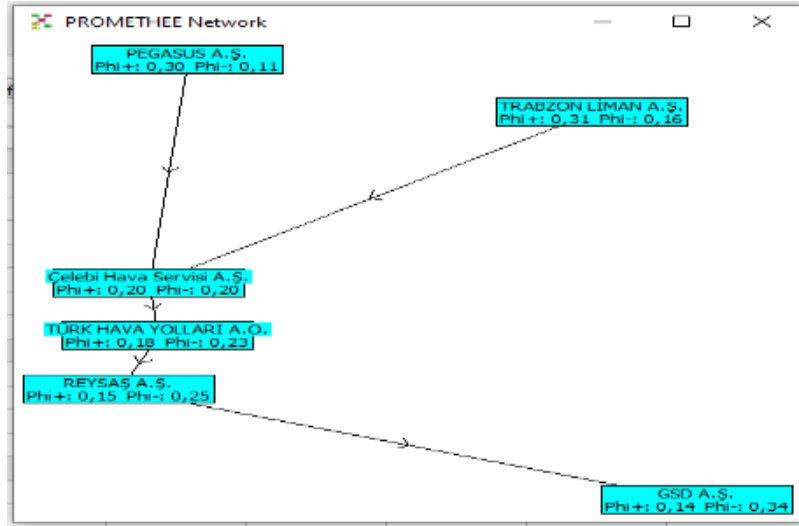 PROMETHEE Network
PEGASUS A.Ş.
Phi+: 0,30 Phi-: 0,11
TRABZON LİMAN A.Ş.
Phi+: 0,31 Phi-: 0,16
Çelebi Hava Servisi A.Ş.
Phi+: 0,20 Phi-: 0,20
TÜRK HAVA YOLLARI A.O.
Phi+: 0,18 Phi-: 0,23
REYSAŞ A.Ş.
Phi+: 0,15 Phi-: 0,25
GSD A.Ş.
Phi+: 0,14 Phi-: 0,34